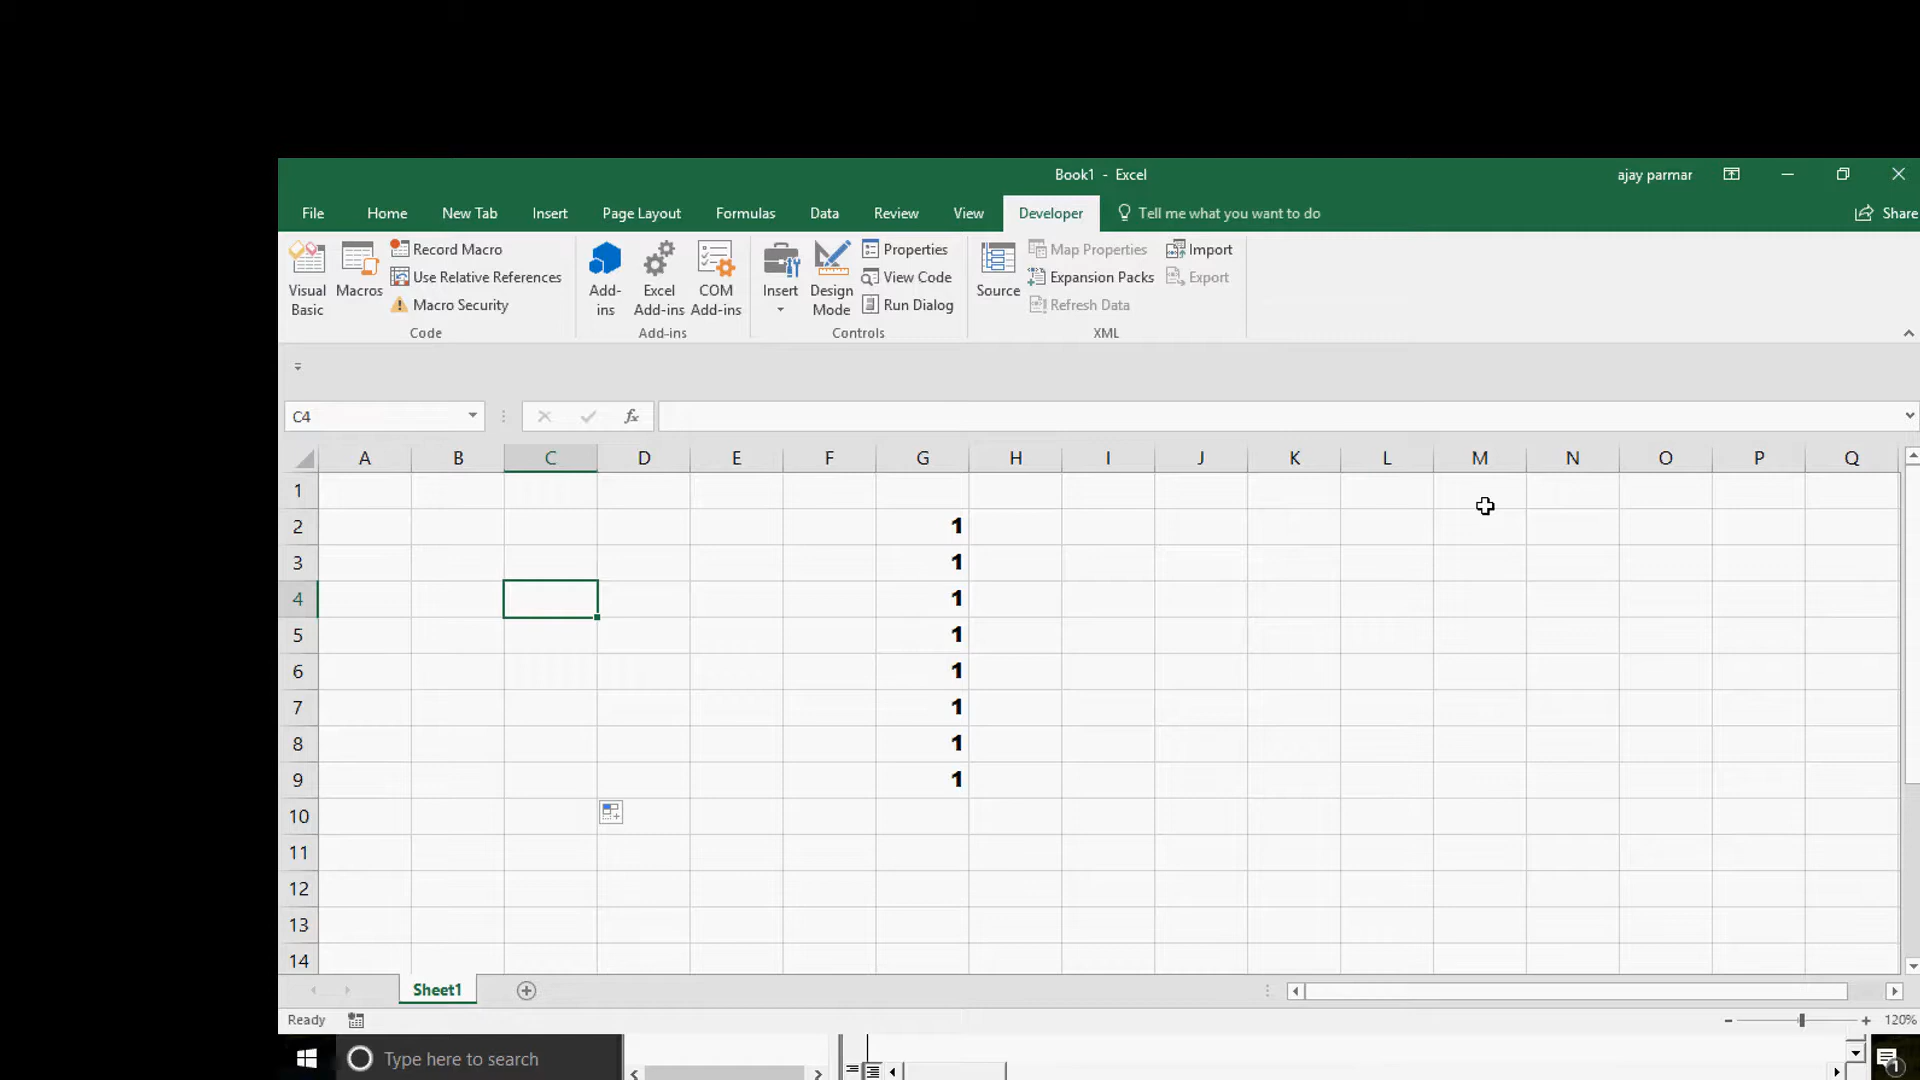 Book1 - Excel
ajay parmar
File Home New Tab Insert Page Layout Formulas Data Review View Developer Tell me what you want to do Share
Visual Basic
Macros
Record Macro
Use Relative References
Macro Security
Code
Add-ins
Excel Add-ins
COM Add-ins
Add-ins
Insert
Design Mode
Properties
View Code
Run Dialog
Controls
Source
Map Properties
Expansion Packs
Refresh Data
Import
Export
XML
C4
fx
A B C D E F G H I J K L M N O P Q
1
2 1
3 1
4 1
5 1
6 1
7 1
8 1
9 1
10
11
12
13
14
Sheet1
Ready
120%
Type here to search
1